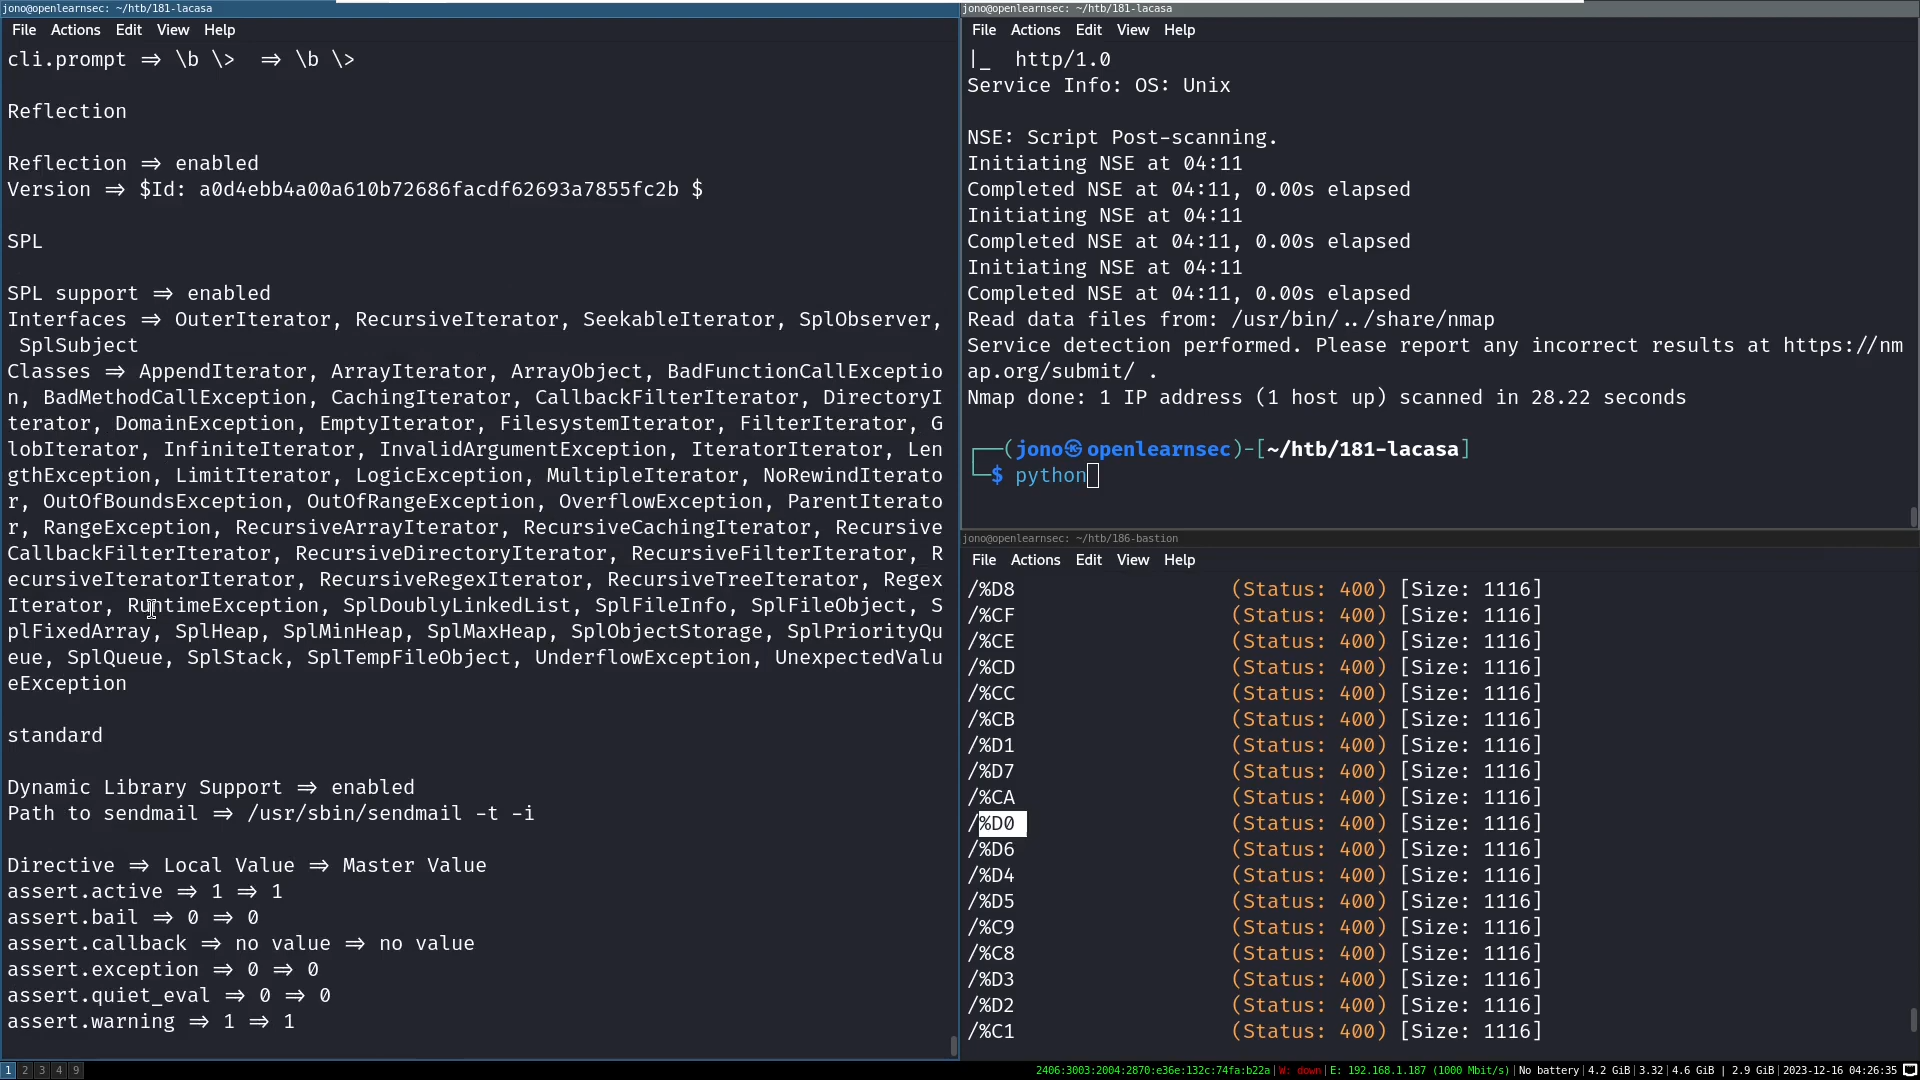 jono@openlearnsec: ~/htb/181-lacasa
File Actions Edit View Help
cli.prompt ⇒ \b \>  ⇒ \b \>
Reflection
Reflection ⇒ enabled
Version ⇒ $Id: a0d4ebb4a00a610b72686facdf62693a7855fc2b $
SPL
SPL support ⇒ enabled
Interfaces ⇒ OuterIterator, RecursiveIterator, SeekableIterator, SplObserver,
 SplSubject
Classes ⇒ AppendIterator, ArrayIterator, ArrayObject, BadFunctionCallExceptio
n, BadMethodCallException, CachingIterator, CallbackFilterIterator, DirectoryI
terator, DomainException, EmptyIterator, FilesystemIterator, FilterIterator, G
lobIterator, InfiniteIterator, InvalidArgumentException, IteratorIterator, Len
gthException, LimitIterator, LogicException, MultipleIterator, NoRewindIterato
r, OutOfBoundsException, OutOfRangeException, OverflowException, ParentIterato
r, RangeException, RecursiveArrayIterator, RecursiveCachingIterator, Recursive
CallbackFilterIterator, RecursiveDirectoryIterator, RecursiveFilterIterator, R
ecursiveIteratorIterator, RecursiveRegexIterator, RecursiveTreeIterator, Regex
Iterator, RuntimeException, SplDoublyLinkedList, SplFileInfo, SplFileObject, S
plFixedArray, SplHeap, SplMinHeap, SplMaxHeap, SplObjectStorage, SplPriorityQu
eue, SplQueue, SplStack, SplTempFileObject, UnderflowException, UnexpectedValu
eException
standard
Dynamic Library Support ⇒ enabled
Path to sendmail ⇒ /usr/sbin/sendmail -t -i
Directive ⇒ Local Value ⇒ Master Value
assert.active ⇒ 1 ⇒ 1
assert.bail ⇒ 0 ⇒ 0
assert.callback ⇒ no value ⇒ no value
assert.exception ⇒ 0 ⇒ 0
assert.quiet_eval ⇒ 0 ⇒ 0
assert.warning ⇒ 1 ⇒ 1
jono@openlearnsec: ~/htb/181-lacasa
File Actions Edit View Help
|_  http/1.0
Service Info: OS: Unix
NSE: Script Post-scanning.
Initiating NSE at 04:11
Completed NSE at 04:11, 0.00s elapsed
Initiating NSE at 04:11
Completed NSE at 04:11, 0.00s elapsed
Initiating NSE at 04:11
Completed NSE at 04:11, 0.00s elapsed
Read data files from: /usr/bin/../share/nmap
Service detection performed. Please report any incorrect results at https://nm
ap.org/submit/ .
Nmap done: 1 IP address (1 host up) scanned in 28.22 seconds
┌──(jono㉿openlearnsec)-[~/htb/181-lacasa]
└─$ python
jono@openlearnsec: ~/htb/186-bastion
File Actions Edit View Help
/%D8 (Status: 400) [Size: 1116]
/%CF (Status: 400) [Size: 1116]
/%CE (Status: 400) [Size: 1116]
/%CD (Status: 400) [Size: 1116]
/%CC (Status: 400) [Size: 1116]
/%CB (Status: 400) [Size: 1116]
/%D1 (Status: 400) [Size: 1116]
/%D7 (Status: 400) [Size: 1116]
/%CA (Status: 400) [Size: 1116]
/%D0 (Status: 400) [Size: 1116]
/%D6 (Status: 400) [Size: 1116]
/%D4 (Status: 400) [Size: 1116]
/%D5 (Status: 400) [Size: 1116]
/%C9 (Status: 400) [Size: 1116]
/%C8 (Status: 400) [Size: 1116]
/%D3 (Status: 400) [Size: 1116]
/%D2 (Status: 400) [Size: 1116]
/%C1 (Status: 400) [Size: 1116]
1 2 3 4 9
2406:3003:2004:2870:e36e:132c:74fa:b22a|W: down|E: 192.168.1.187 (1000 Mbit/s)|No battery|4.2 GiB|3.32|4.6 GiB | 2.9 GiB|2023-12-16 04:26:35